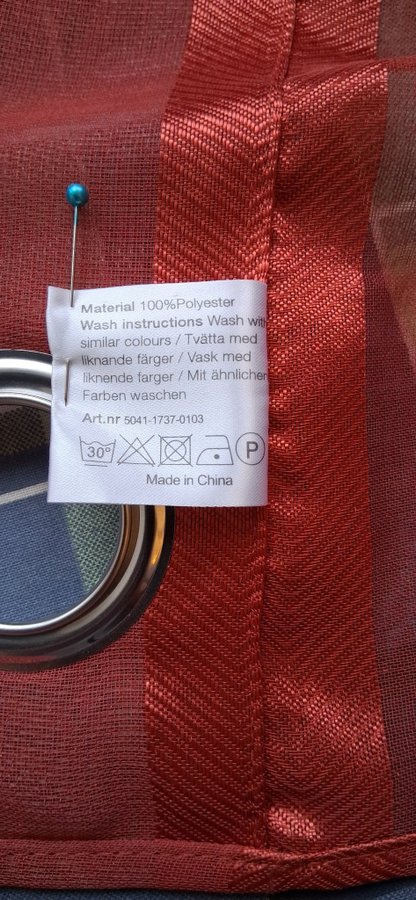 Material 100%Polyester
Wash instructions Wash with
similar colours / Tvätta med
liknande färger / Vask med
liknende farger / Mit ähnlichen
Farben waschen
Art.nr 5041-1737-0103
30° P
Made in China